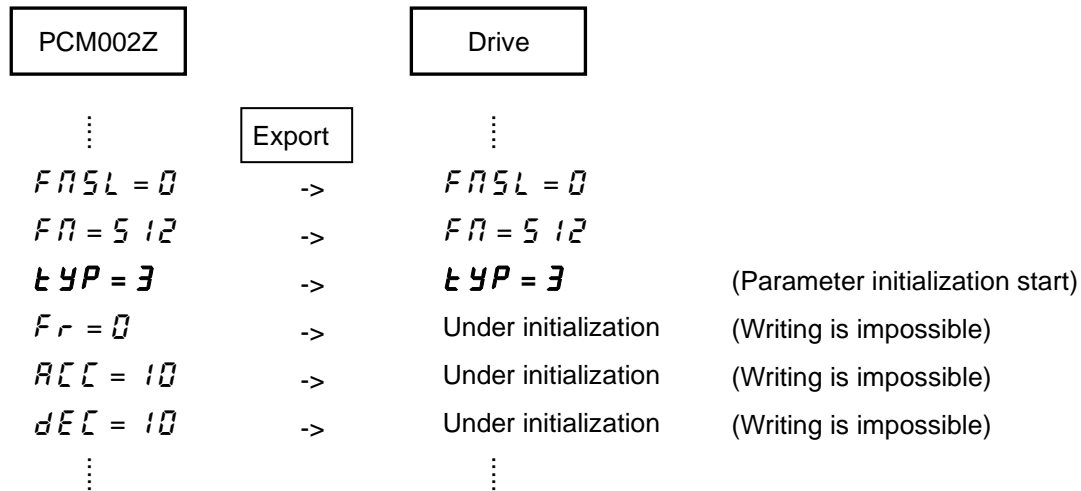 PCM002Z Drive
Export
FMSL = 0 -> FMSL = 0
FM = 512 -> FM = 512
tYP = 3 -> tYP = 3 (Parameter initialization start)
Fr = 0 -> Under initialization (Writing is impossible)
ACC = 10 -> Under initialization (Writing is impossible)
dEC = 10 -> Under initialization (Writing is impossible)